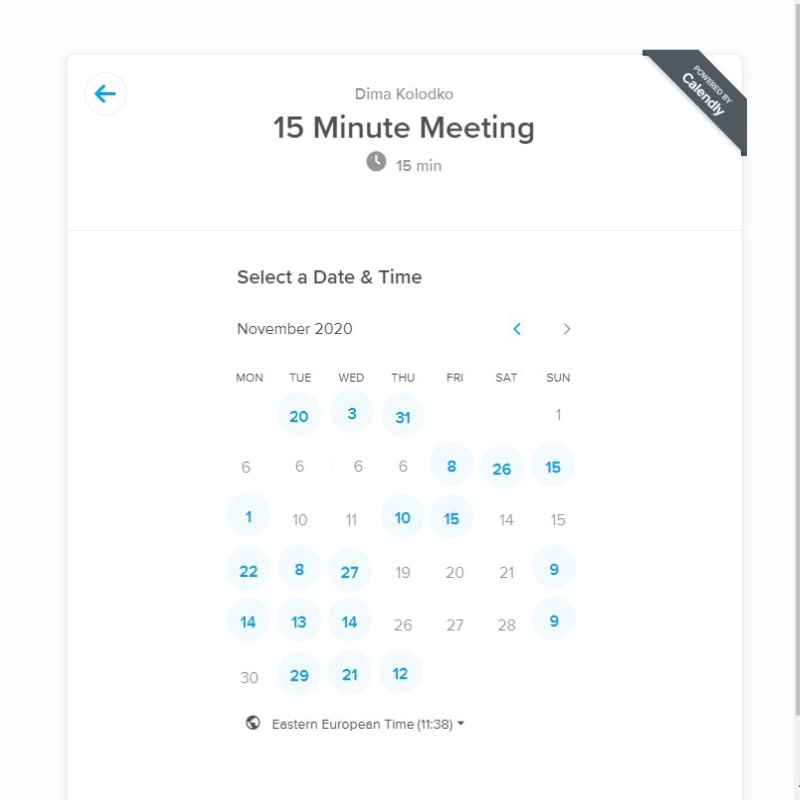 POWERED BY
Calendly
Dima Kolodko
15 Minute Meeting
15 min
Select a Date & Time
November 2020
MON TUE WED THU FRI SAT SUN
20 3 31 1
6 6 6 6 8 26 15
1 10 11 10 15 14 15
22 8 27 19 20 21 9
14 13 14 26 27 28 9
30 29 21 12
Eastern European Time (11:38)